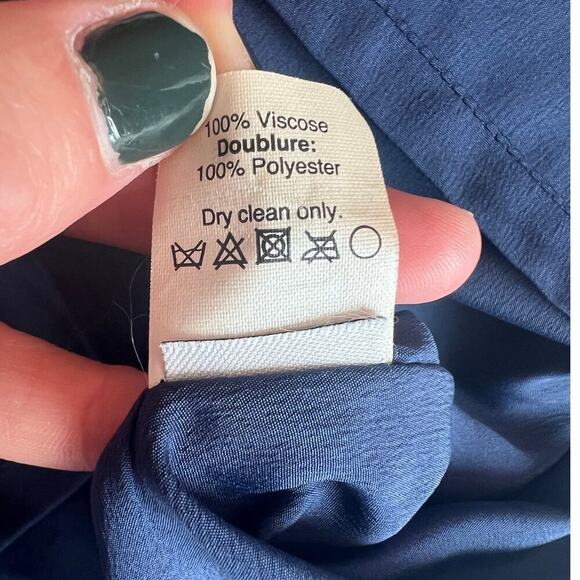 100% Viscose
Doublure:
100% Polyester
Dry clean only.